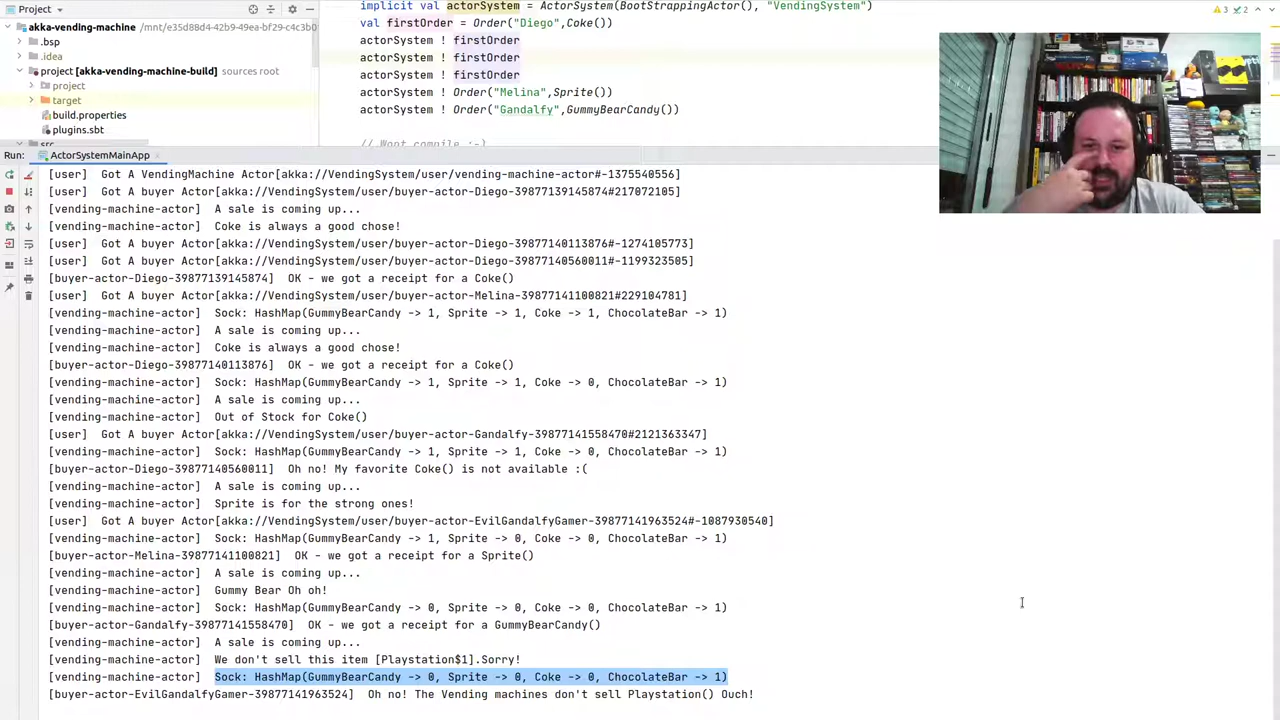 Project
akka-vending-machine /mnt/e35d88d4-42b9-49ea-bf29-c4c3b0
.bsp
.idea
project [akka-vending-machine-build] sources root
project
target
build.properties
plugins.sbt
src
implicit val actorSystem = ActorSystem(BootStrappingActor(), "VendingSystem")
val firstOrder = Order("Diego",Coke())
actorSystem ! firstOrder
actorSystem ! firstOrder
actorSystem ! firstOrder
actorSystem ! Order("Melina",Sprite())
actorSystem ! Order("Gandalfy",GummyBearCandy())
// Wont compile :-)
3 2
Run: ActorSystemMainApp
[user] Got A VendingMachine Actor[akka://VendingSystem/user/vending-machine-actor#-1375540556]
[user] Got A buyer Actor[akka://VendingSystem/user/buyer-actor-Diego-39877139145874#217072105]
[vending-machine-actor] A sale is coming up...
[vending-machine-actor] Coke is always a good chose!
[user] Got A buyer Actor[akka://VendingSystem/user/buyer-actor-Diego-39877140113876#-1274105773]
[user] Got A buyer Actor[akka://VendingSystem/user/buyer-actor-Diego-39877140560011#-1199323505]
[buyer-actor-Diego-39877139145874] OK - we got a receipt for a Coke()
[user] Got A buyer Actor[akka://VendingSystem/user/buyer-actor-Melina-39877141100821#229104781]
[vending-machine-actor] Sock: HashMap(GummyBearCandy -> 1, Sprite -> 1, Coke -> 1, ChocolateBar -> 1)
[vending-machine-actor] A sale is coming up...
[vending-machine-actor] Coke is always a good chose!
[buyer-actor-Diego-39877140113876] OK - we got a receipt for a Coke()
[vending-machine-actor] Sock: HashMap(GummyBearCandy -> 1, Sprite -> 1, Coke -> 0, ChocolateBar -> 1)
[vending-machine-actor] A sale is coming up...
[vending-machine-actor] Out of Stock for Coke()
[user] Got A buyer Actor[akka://VendingSystem/user/buyer-actor-Gandalfy-39877141558470#2121363347]
[vending-machine-actor] Sock: HashMap(GummyBearCandy -> 1, Sprite -> 1, Coke -> 0, ChocolateBar -> 1)
[buyer-actor-Diego-39877140560011] Oh no! My favorite Coke() is not available :(
[vending-machine-actor] A sale is coming up...
[vending-machine-actor] Sprite is for the strong ones!
[user] Got A buyer Actor[akka://VendingSystem/user/buyer-actor-EvilGandalfyGamer-39877141963524#-1087930540]
[vending-machine-actor] Sock: HashMap(GummyBearCandy -> 1, Sprite -> 0, Coke -> 0, ChocolateBar -> 1)
[buyer-actor-Melina-39877141100821] OK - we got a receipt for a Sprite()
[vending-machine-actor] A sale is coming up...
[vending-machine-actor] Gummy Bear Oh oh!
[vending-machine-actor] Sock: HashMap(GummyBearCandy -> 0, Sprite -> 0, Coke -> 0, ChocolateBar -> 1)
[buyer-actor-Gandalfy-39877141558470] OK - we got a receipt for a GummyBearCandy()
[vending-machine-actor] A sale is coming up...
[vending-machine-actor] We don't sell this item [Playstation$1].Sorry!
[vending-machine-actor] Sock: HashMap(GummyBearCandy -> 0, Sprite -> 0, Coke -> 0, ChocolateBar -> 1)
[buyer-actor-EvilGandalfyGamer-39877141963524] Oh no! The Vending machines don't sell Playstation() Ouch!